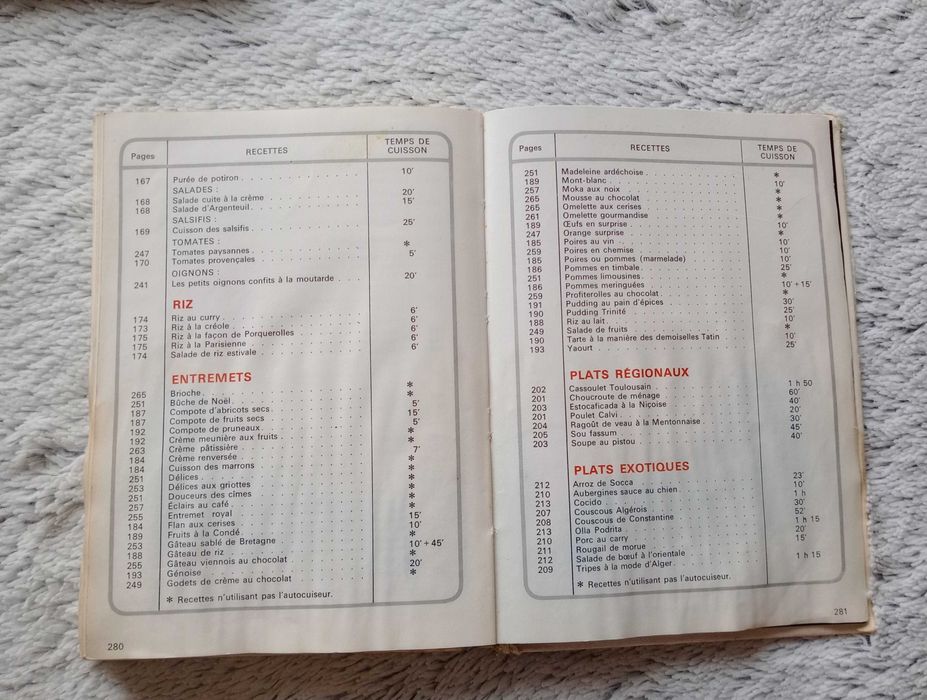 Pages RECETTES TEMPS DE CUISSON
167 Purée de potiron 10'
SALADES :
168 Salade cuite à la crème 20'
168 Salade d'Argenteuil 15'
SALSIFIS :
169 Cuisson des salsifis 25'
TOMATES :
247 Tomates paysannes *
170 Tomates provençales 5'
OIGNONS :
241 Les petits oignons confits à la moutarde 20'
RIZ
174 Riz au curry 6'
173 Riz à la créole 6'
175 Riz à la façon de Porquerolles 6'
175 Riz à la Parisienne 6'
174 Salade de riz estivale 6'
ENTREMETS
265 Brioche *
251 Bûche de Noël *
187 Compote d'abricots secs 5'
187 Compote de fruits secs 15'
192 Compote de pruneaux 5'
192 Crème meunière aux fruits
263 Crème pâtissière *
184 Crème renversée 7'
184 Cuisson des marrons *
251 Délices *
253 Délices aux griottes *
251 Douceurs des cîmes *
257 Éclairs au café *
255 Entremet royal *
184 Flan aux cerises 15'
189 Fruits à la Condé 10'
253 Gâteau sablé de Bretagne *
188 Gâteau de riz 10' + 45'
255 Gâteau viennois au chocolat *
193 Génoise 20'
249 Godets de crème au chocolat *
* Recettes n'utilisant pas l'autocuiseur.
280
Pages RECETTES TEMPS DE CUISSON
251 Madeleine ardéchoise *
189 Mont-blanc 10'
257 Moka aux noix *
265 Mousse au chocolat *
265 Omelette aux cerises *
261 Omelette gourmandise *
189 Œufs en surprise 10'
247 Orange surprise *
185 Poires au vin 10'
259 Poires en chemise 10'
185 Poires ou pommes (marmelade) 10'
186 Pommes en timbale 25'
251 Pommes limousines *
186 Pommes meringuées 10' + 15'
259 Profiterolles au chocolat *
191 Pudding au pain d'épices 30'
190 Pudding Trinité 25'
188 Riz au lait 10'
249 Salade de fruits *
190 Tarte à la manière des demoiselles Tatin 10'
193 Yaourt 25'
PLATS RÉGIONAUX
202 Cassoulet Toulousain 1 h 50
201 Choucroute de ménage 60'
203 Estocaficada à la Niçoise 40'
201 Poulet Calvi 20'
204 Ragoût de veau à la Mentonnaise 30'
205 Sou fassum 45'
203 Soupe au pistou 40'
PLATS EXOTIQUES
212 Arroz de Socca 23'
210 Aubergines sauce au chien 10'
213 Cocido 1 h
207 Couscous Algérois 30'
208 Couscous de Constantine 52'
213 Olla Podrita 1 h 15
210 Porc au carry 20'
211 Rougail de morue 15'
212 Salade de bœuf à l'orientale
209 Tripes à la mode d'Alger 1 h 15
* Recettes n'utilisant pas l'autocuiseur.
281